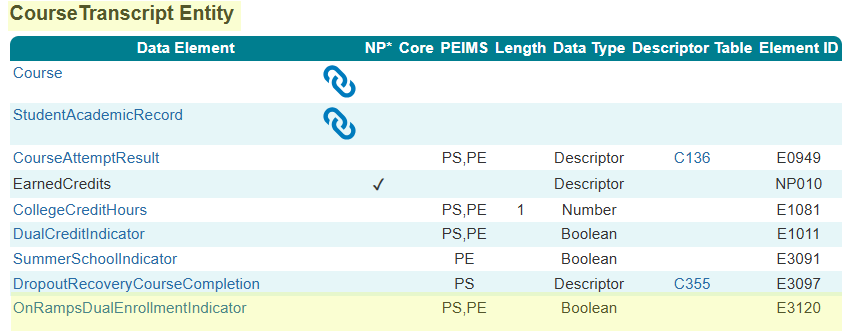 CourseTranscript Entity
Data Element NP* Core PEIMS Length Data Type Descriptor Table Element ID
Course
StudentAcademicRecord
CourseAttemptResult PS,PE Descriptor C136 E0949
EarnedCredits ✓ Descriptor NP010
CollegeCreditHours PS,PE 1 Number E1081
DualCreditIndicator PS,PE Boolean E1011
SummerSchoolIndicator PE Boolean E3091
DropoutRecoveryCourseCompletion PS Descriptor C355 E3097
OnRampsDualEnrollmentIndicator PS,PE Boolean E3120